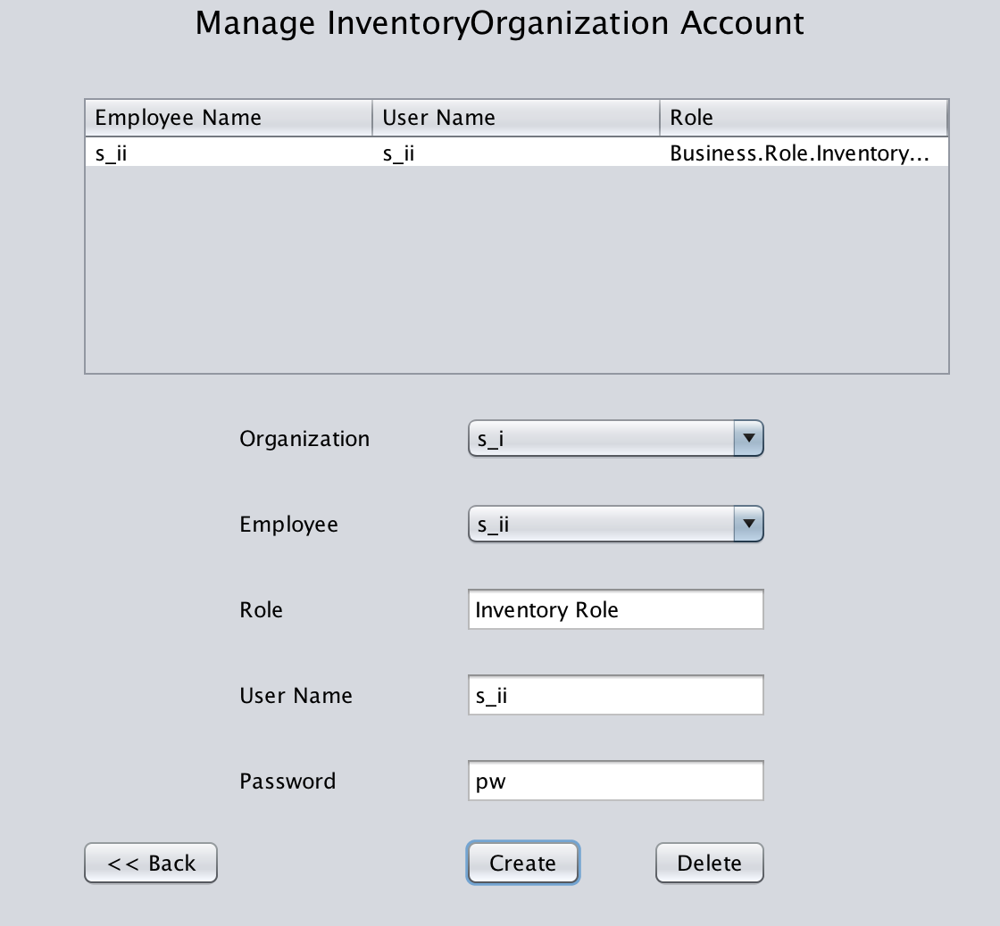 Manage InventoryOrganization Account
Employee Name User Name Role
s_ii s_ii Business.Role.Inventory...
Organization s_i
Employee s_ii
Role Inventory Role
User Name s_ii
Password pw
<< Back Create Delete